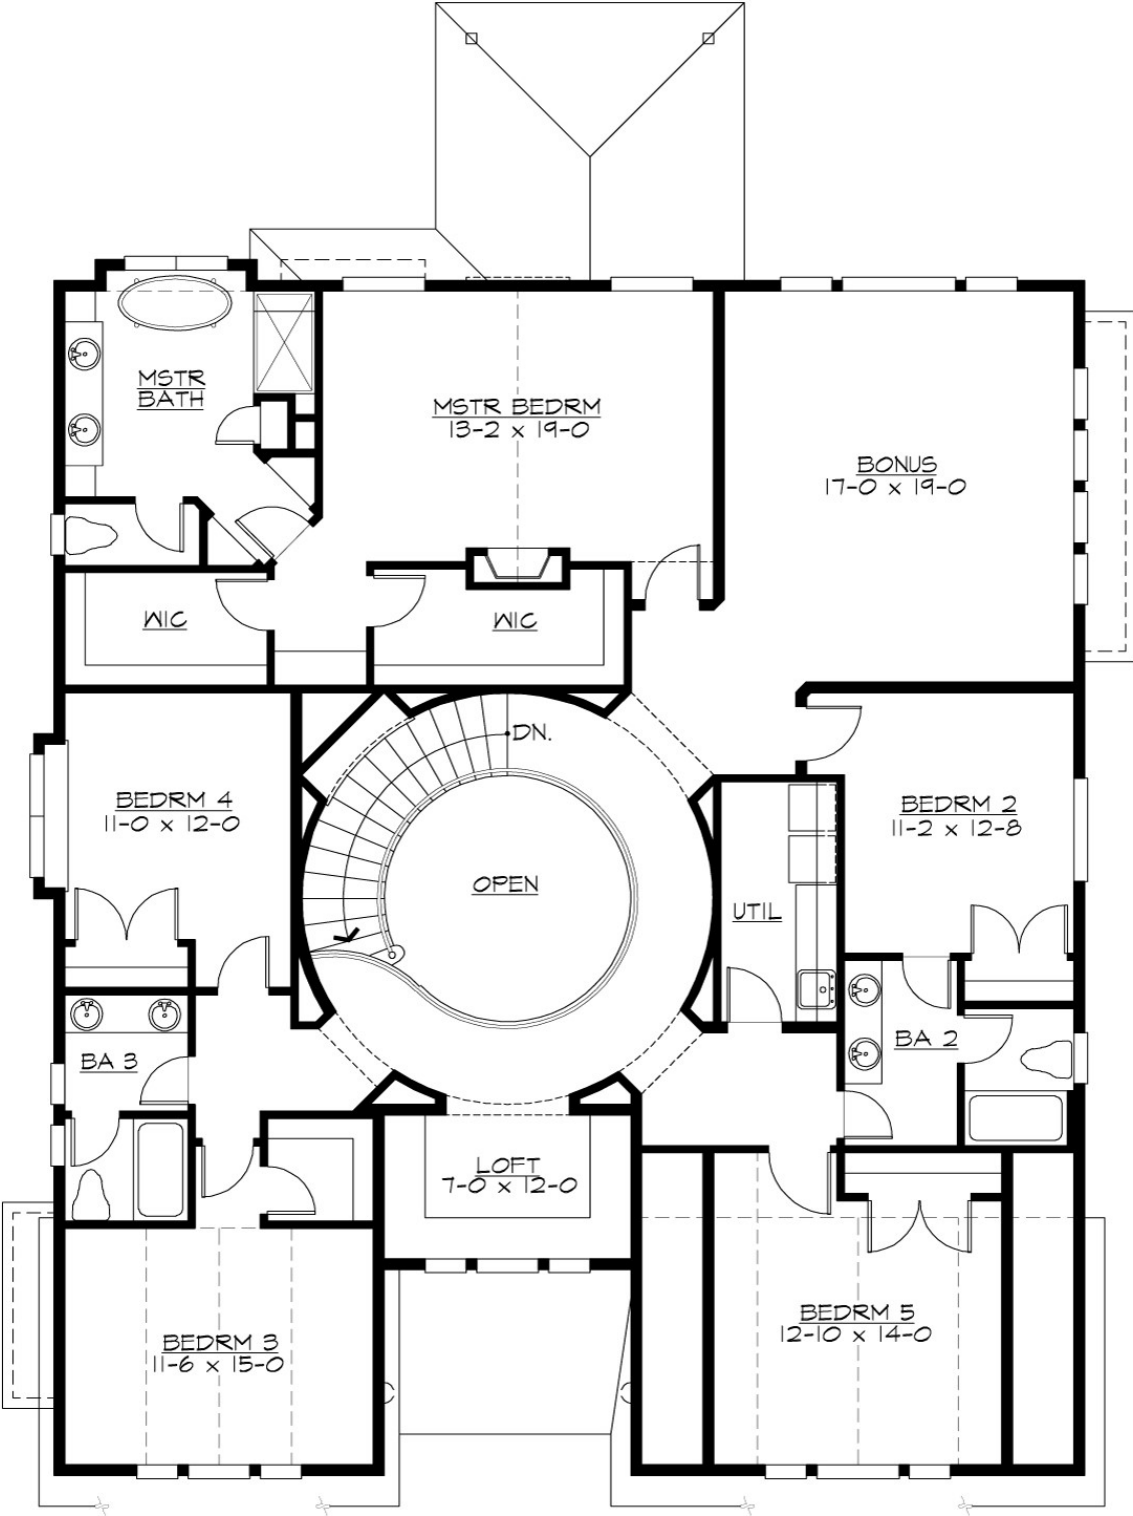 MSTR
BATH
MSTR BEDRM
13-2 x 19-0
BONUS
17-0 x 19-0
WIC
WIC
DN.
BEDRM 4
11-0 x 12-0
BEDRM 2
11-2 x 12-8
OPEN
UTIL
BA 3
BA 2
LOFT
7-0 x 12-0
BEDRM 3
11-6 x 15-0
BEDRM 5
12-10 x 14-0